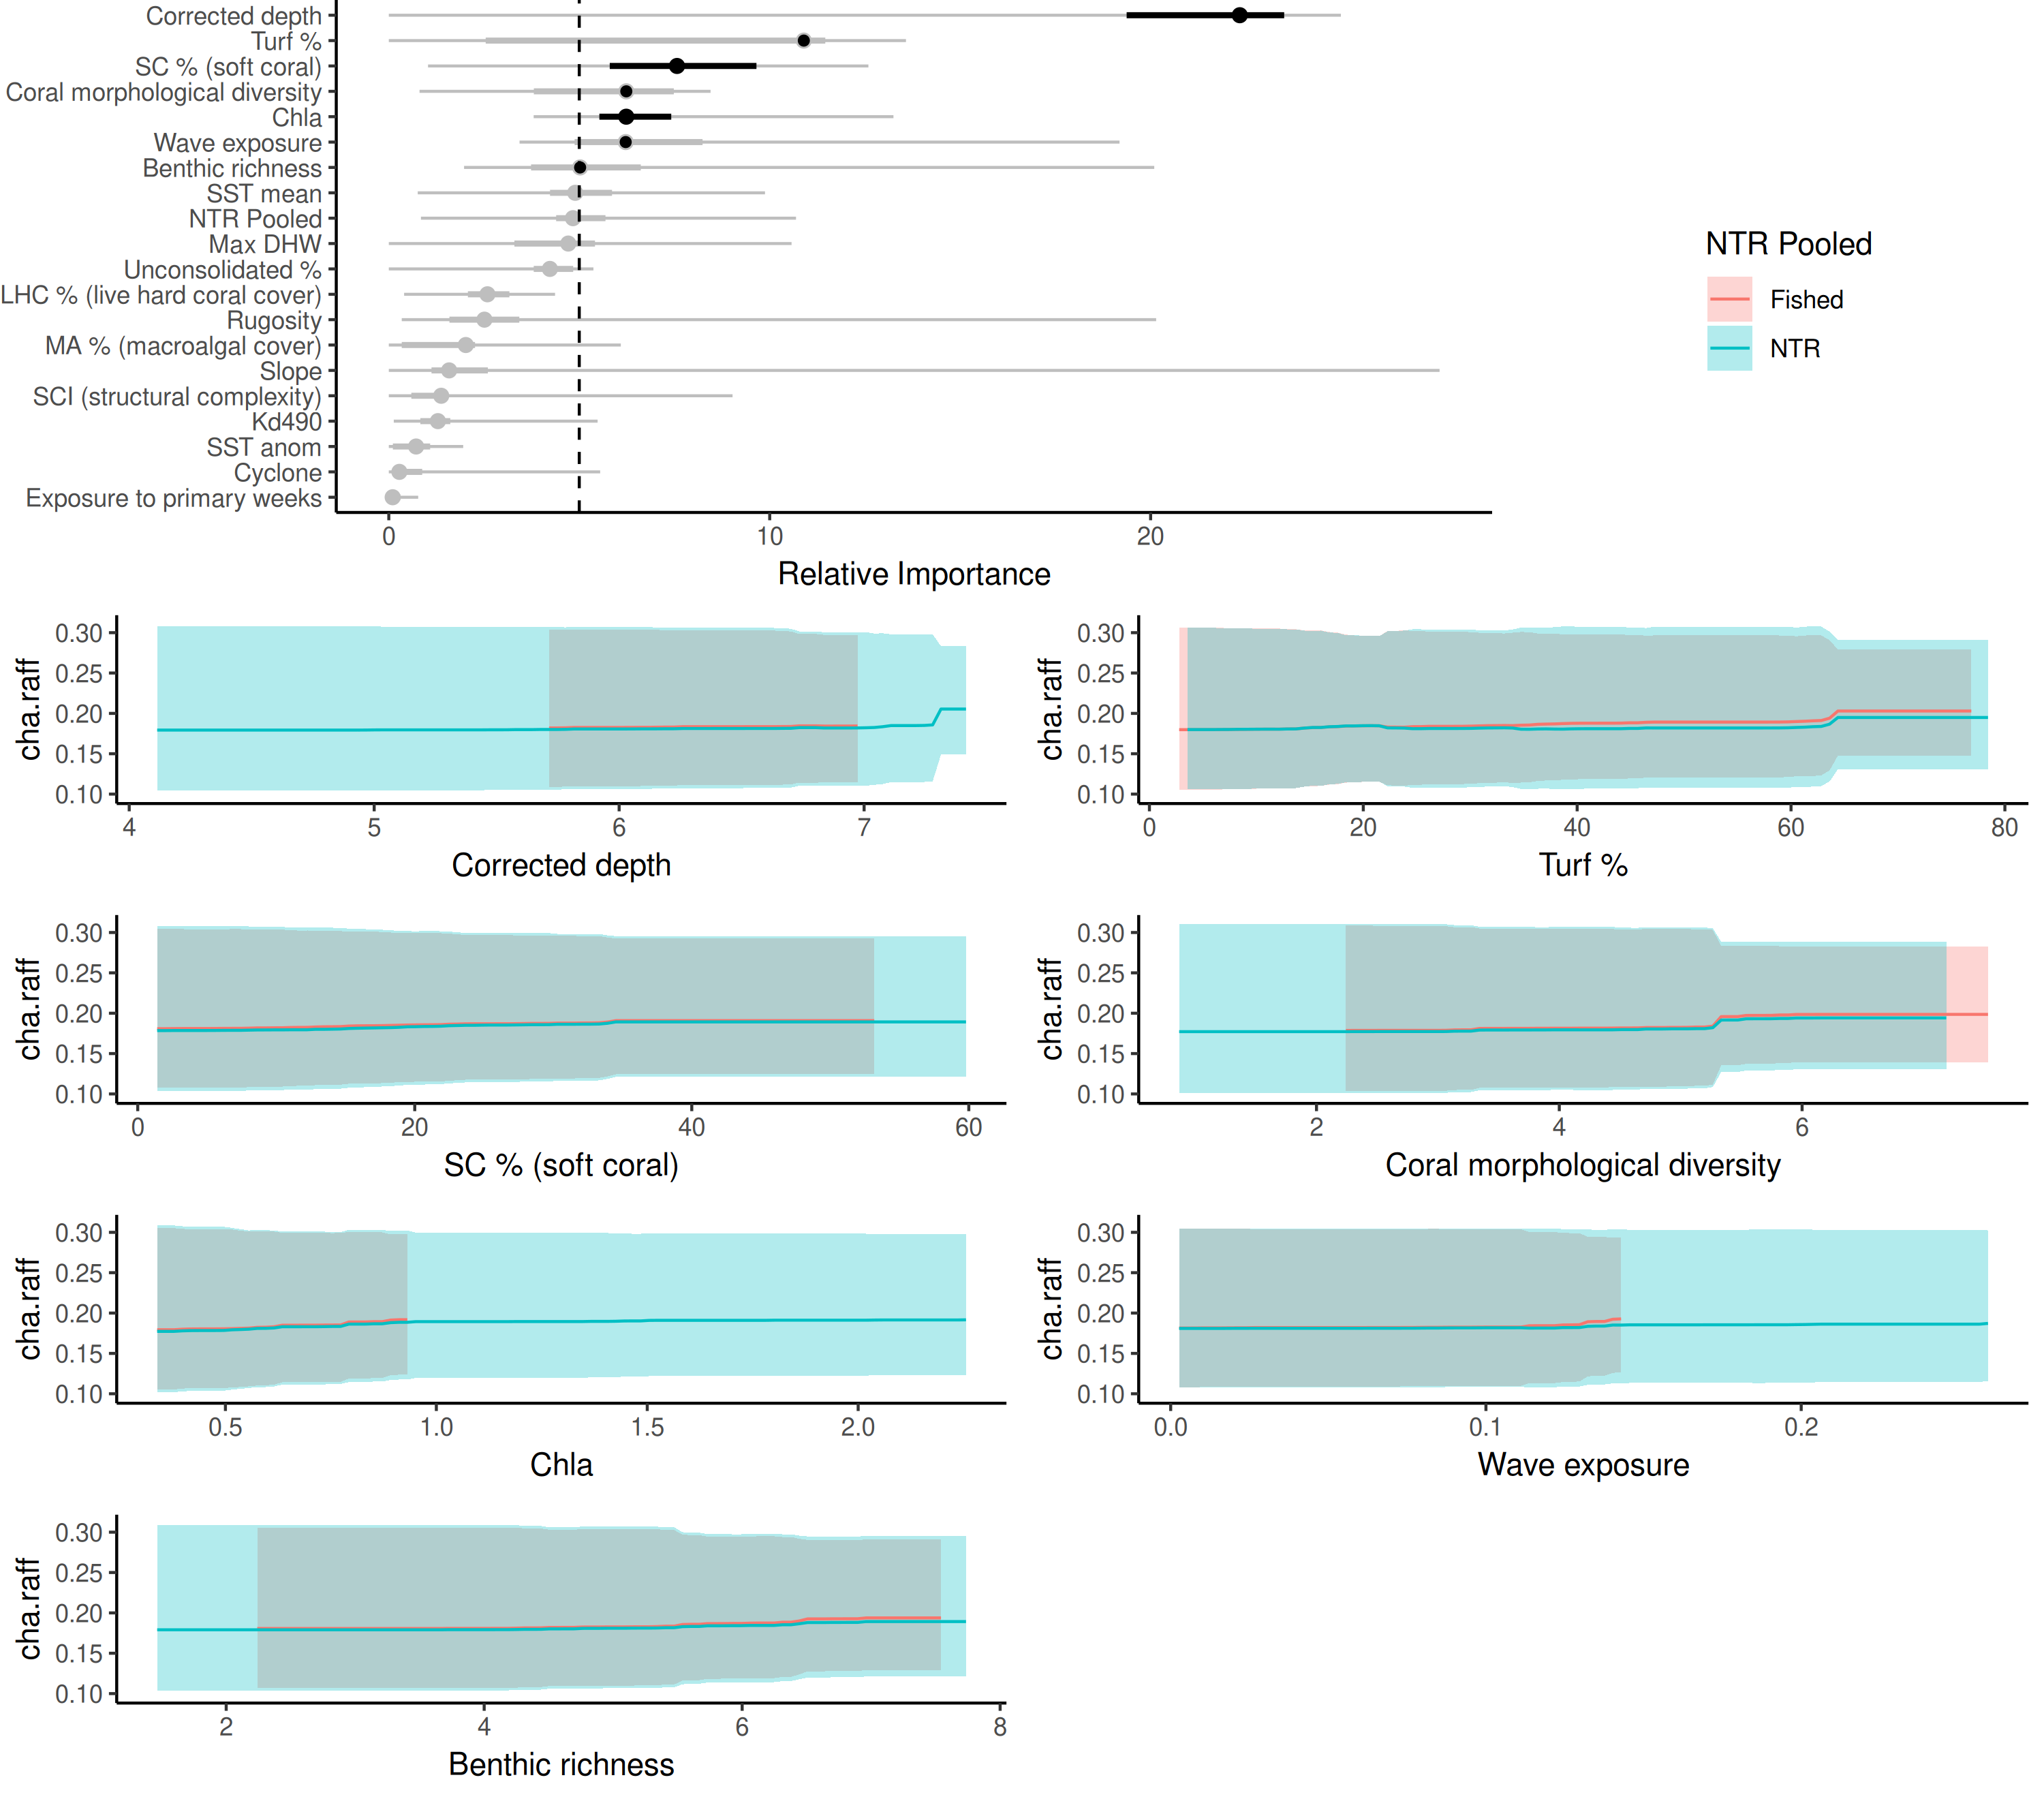 Corrected depth
Turf %
SC % (soft coral)
Coral morphological diversity
Chla
Wave exposure
Benthic richness
SST mean
NTR Pooled
Max DHW
Unconsolidated %
LHC % (live hard coral cover)
Rugosity
MA % (macroalgal cover)
Slope
SCI (structural complexity)
Kd490
SST anom
Cyclone
Exposure to primary weeks
0 10 20
Relative Importance
NTR Pooled
Fished
NTR
cha.raff
0.30
0.25
0.20
0.15
0.10
4 5 6 7
Corrected depth
cha.raff
0.30
0.25
0.20
0.15
0.10
0 20 40 60 80
Turf %
cha.raff
0.30
0.25
0.20
0.15
0.10
0 20 40 60
SC % (soft coral)
cha.raff
0.30
0.25
0.20
0.15
0.10
2 4 6
Coral morphological diversity
cha.raff
0.30
0.25
0.20
0.15
0.10
0.5 1.0 1.5 2.0
Chla
cha.raff
0.30
0.25
0.20
0.15
0.10
0.0 0.1 0.2
Wave exposure
cha.raff
0.30
0.25
0.20
0.15
0.10
2 4 6 8
Benthic richness